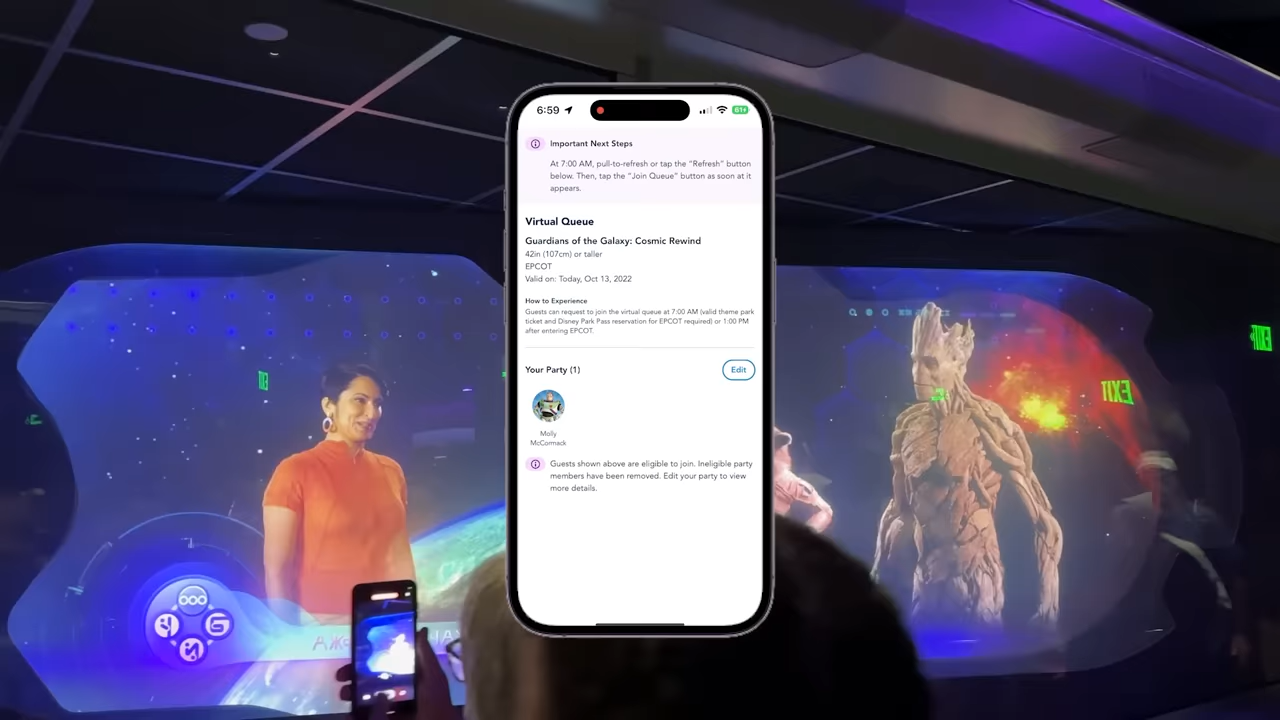 6:59
61+
Important Next Steps
At 7:00 AM, pull-to-refresh or tap the “Refresh” button
below. Then, tap the “Join Queue” button as soon as it
appears.
Virtual Queue
Guardians of the Galaxy: Cosmic Rewind
42in (107cm) or taller
EPCOT
Valid on: Today, Oct 13, 2022
How to Experience
Guests can request to join the virtual queue at 7:00 AM (valid theme park
ticket and Disney Park Pass reservation for EPCOT required) or 1:00 PM
after entering EPCOT.
Your Party (1)
Edit
Molly
McCormack
Guests shown above are eligible to join. Ineligible party
members have been removed. Edit your party to view
more details.
EXIT
EXIT